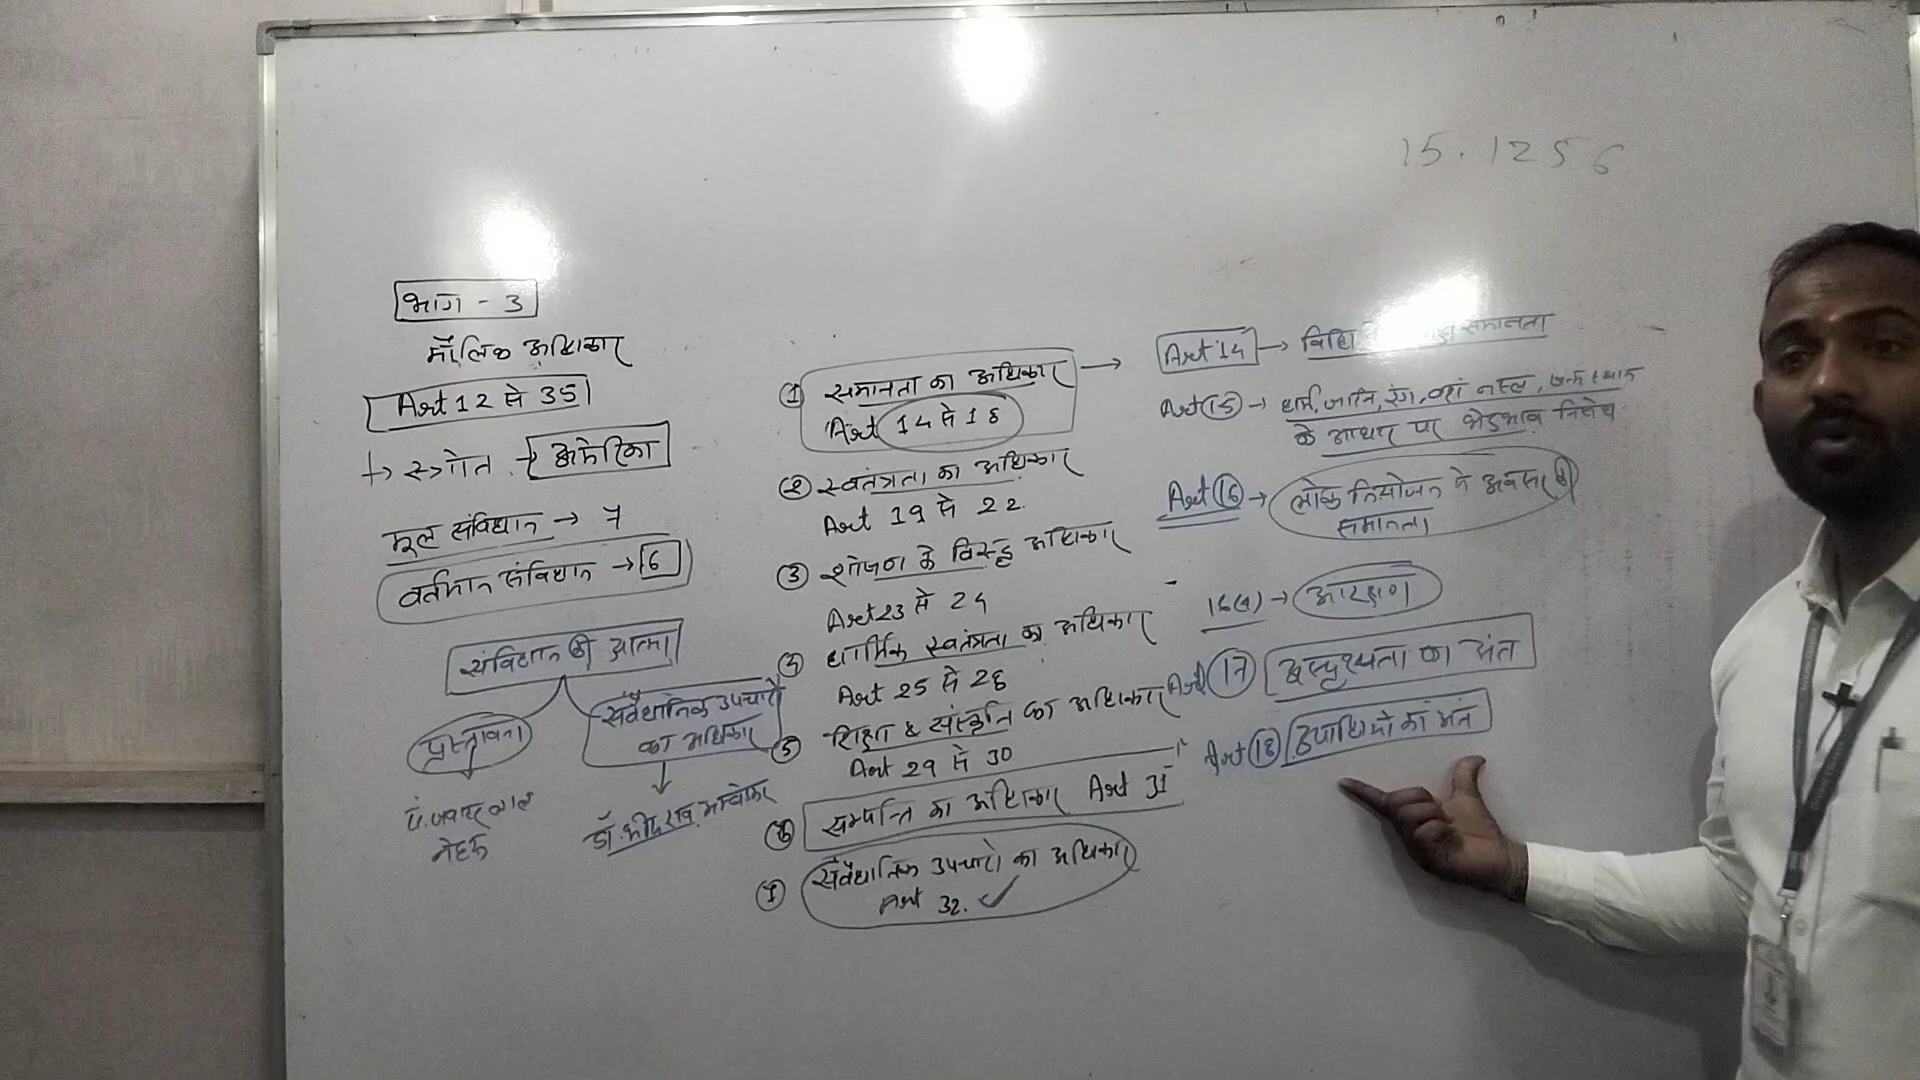 15.1256
भाग - 3
मौलिक अधिकार
Art 12 से 35
→ स्त्रोत → अमेरिका
मूल संविधान → 7
वर्तमान संविधान → 6
संविधान की आत्मा
प्रस्तावना
पं. जवाहर लाल
नेहरू
संवैधानिक उपचारो
का अधिकार
डॉ. भीम राव अम्बेडकर
① समानता का अधिकार →
Art 14 से 18
② स्वतंत्रता का अधिकार
Art 19 से 22
③ शोषण के विरुद्ध अधिकार
Art 23 से 24
④ धार्मिक स्वतंत्रता का अधिकार
Art 25 से 28
⑤ शिक्षा & संस्कृति का अधिकार
Art 29 से 30
⑥ सम्पत्ति का अधिकार Art 31
⑦ संवैधानिक उपचारो का अधिकार
Art 32. ✓
Art 14 → विधि समानता
Art 15 → धर्म, जाति, रंग, नस्ल, जन्म स्थान
के आधार पर भेदभाव निषेध
Art 16 → लोक नियोजन मे अवसर की
समानता
16(4) → आरक्षण
Art 17 अस्पृश्यता का अंत
Art 18 उपाधियो का अंत